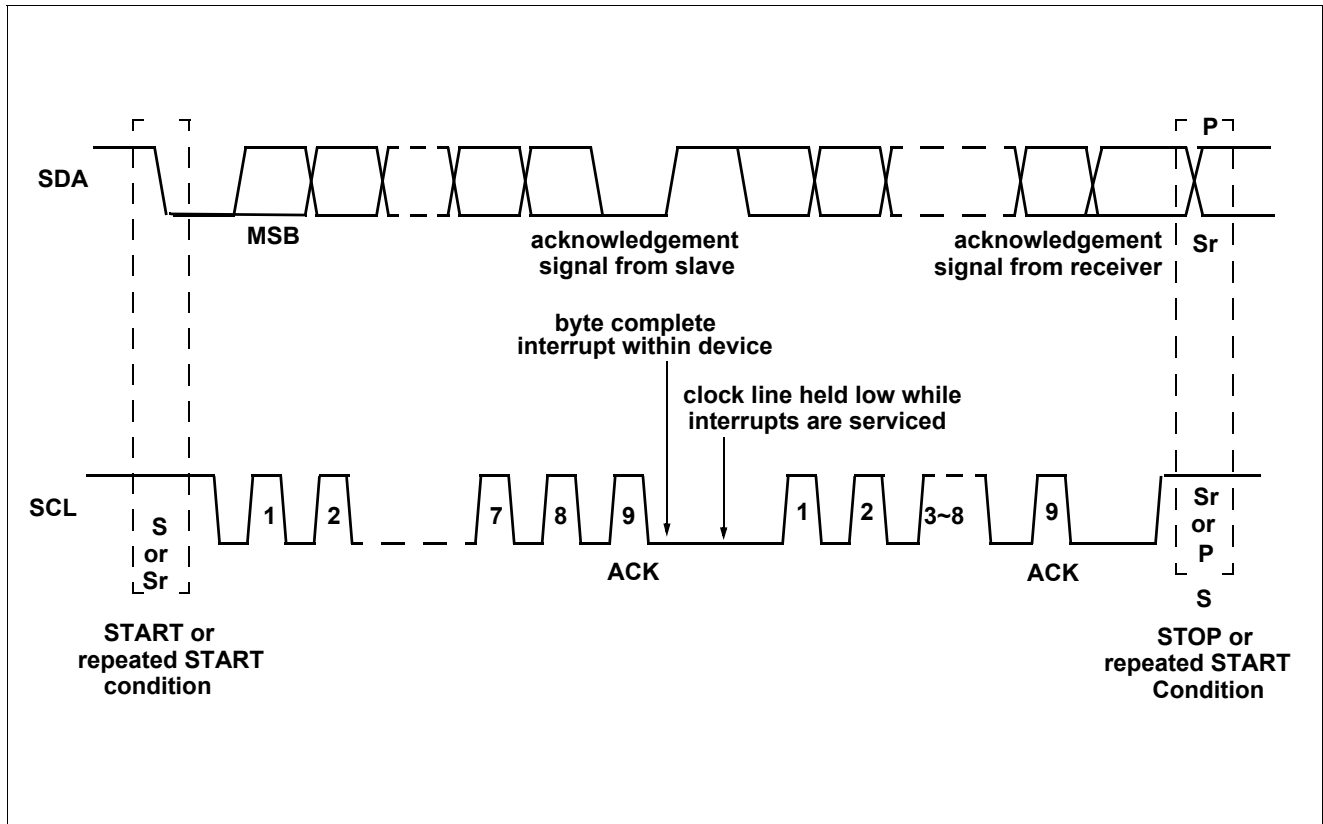 P
SDA
MSB
acknowledgement
signal from slave
acknowledgement
signal from receiver
Sr
byte complete
interrupt within device
clock line held low while
interrupts are serviced
SCL
S
or
Sr
1
2
7
8
9
ACK
1
2
3~8
9
ACK
Sr
or
P
S
START or
repeated START
condition
STOP or
repeated START
Condition